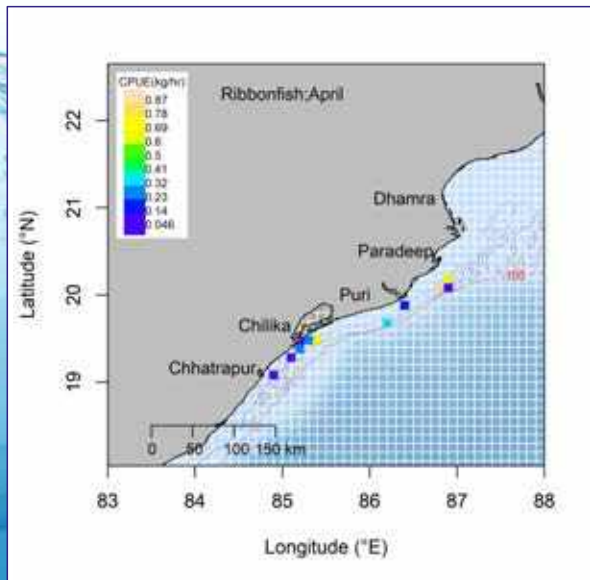 CPUE(kg/hr)
0.87
0.78
0.69
0.6
0.5
0.41
0.32
0.23
0.14
0.046
Ribbonfish;April
Dhamra
Paradeep
Puri
Chilika
Chhatrapur
100
0 50 100 150 km
22
21
20
19
Latitude (°N)
83 84 85 86 87 88
Longitude (°E)